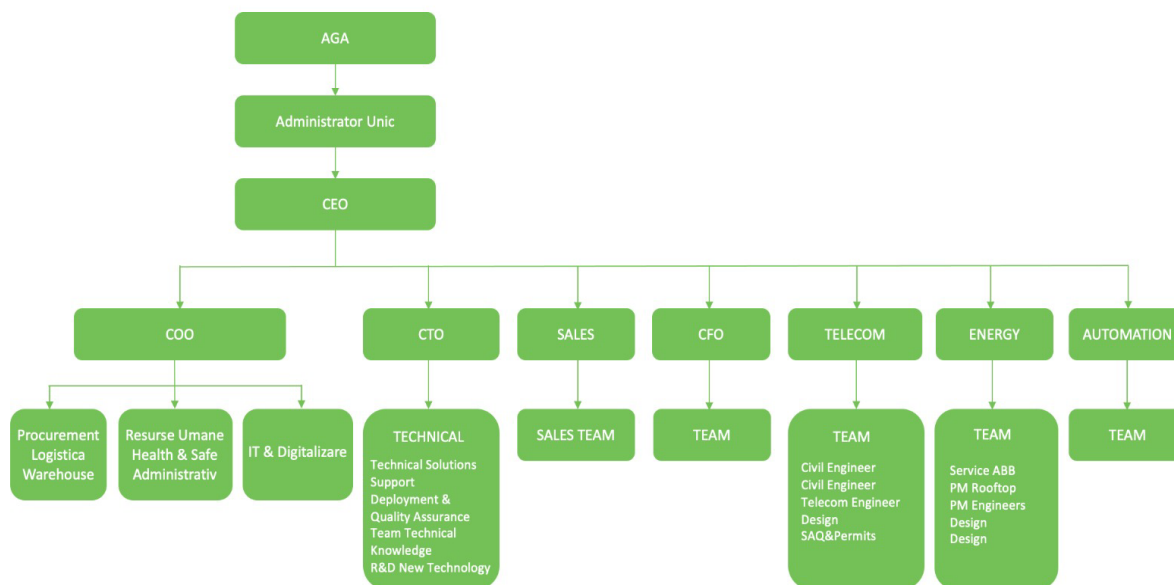 AGA
Administrator Unic
CEO
COO
CTO
SALES
CFO
TELECOM
ENERGY
AUTOMATION
Procurement
Logistica
Warehouse
Resurse Umane
Health & Safe
Administrativ
IT & Digitalizare
TECHNICAL
Technical Solutions
Support
Deployment &
Quality Assurance
Team Technical
Knowledge
R&D New Technology
SALES TEAM
TEAM
TEAM
Civil Engineer
Civil Engineer
Telecom Engineer
Design
SAQ&Permits
TEAM
Service ABB
PM Rooftop
PM Engineers
Design
Design
TEAM